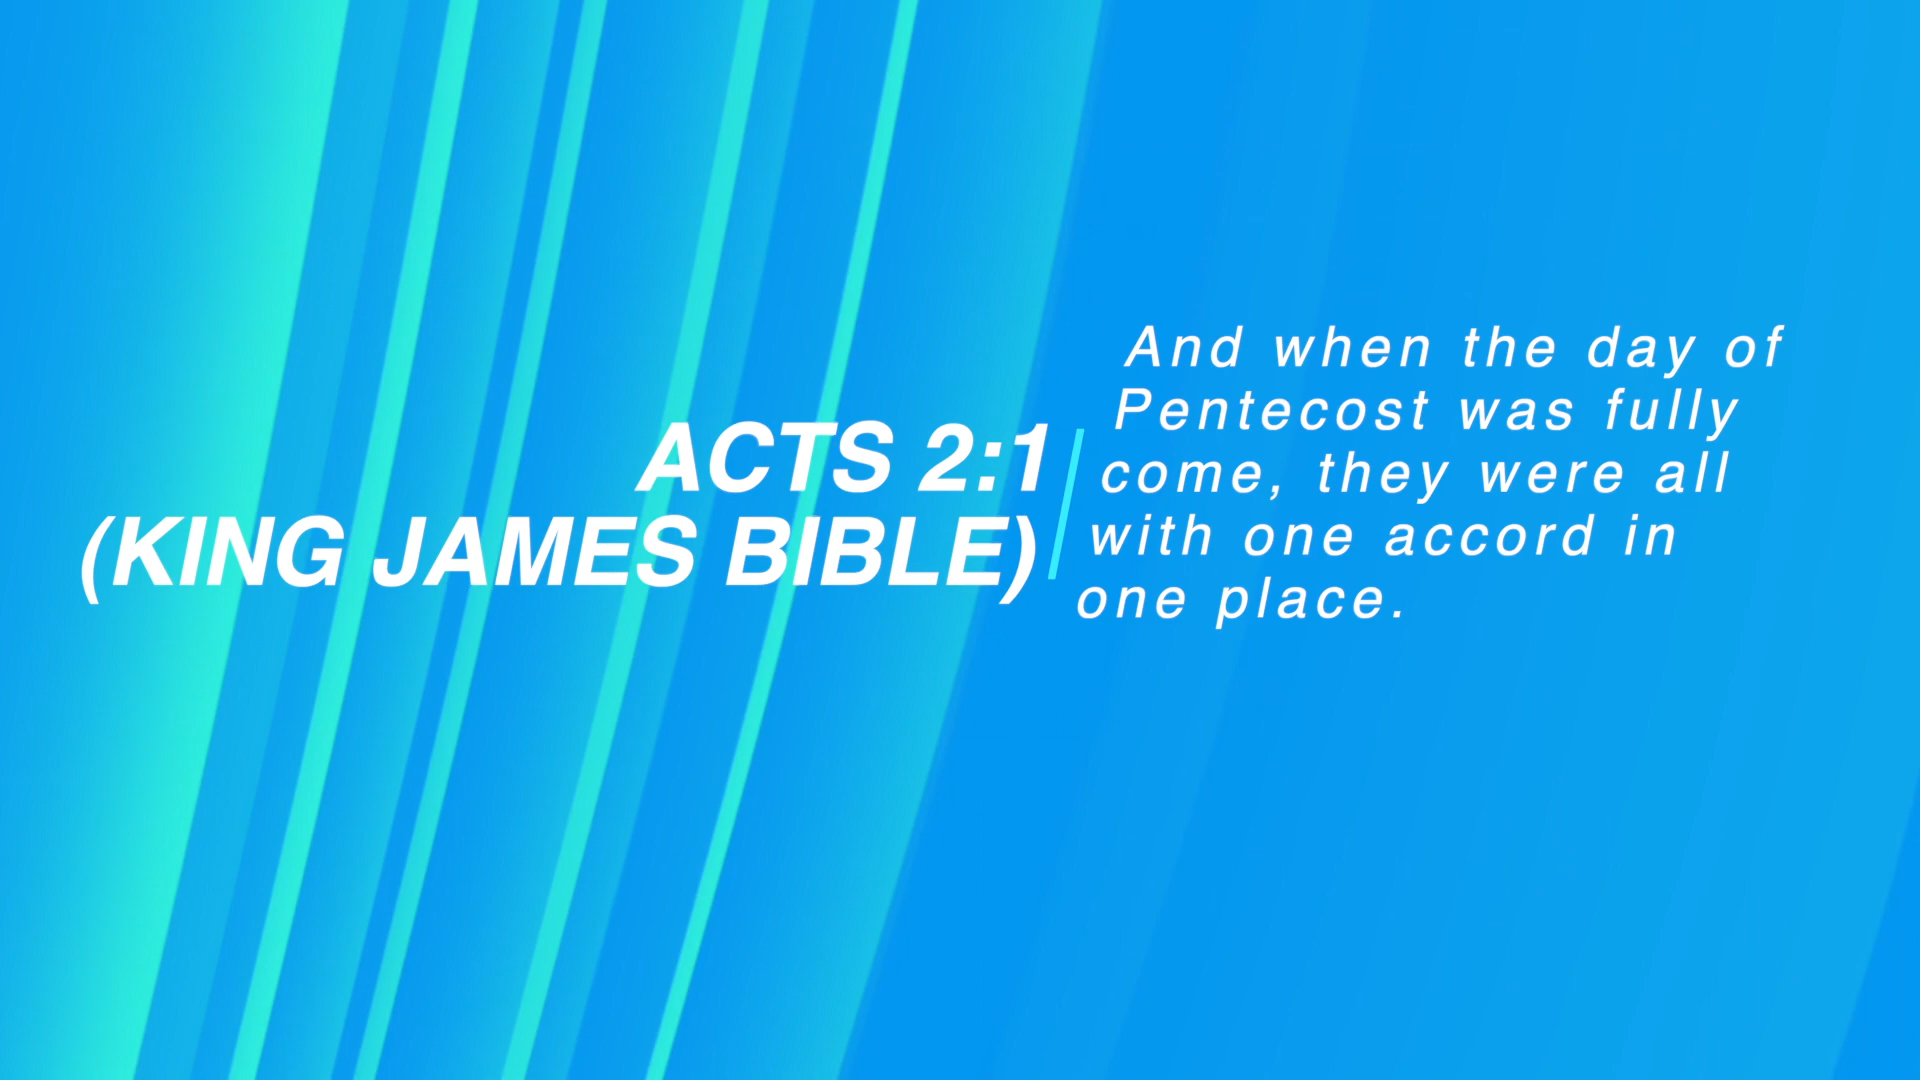 ACTS 2:1
(KING JAMES BIBLE)
And when the day of
Pentecost was fully
come, they were all
with one accord in
one place.